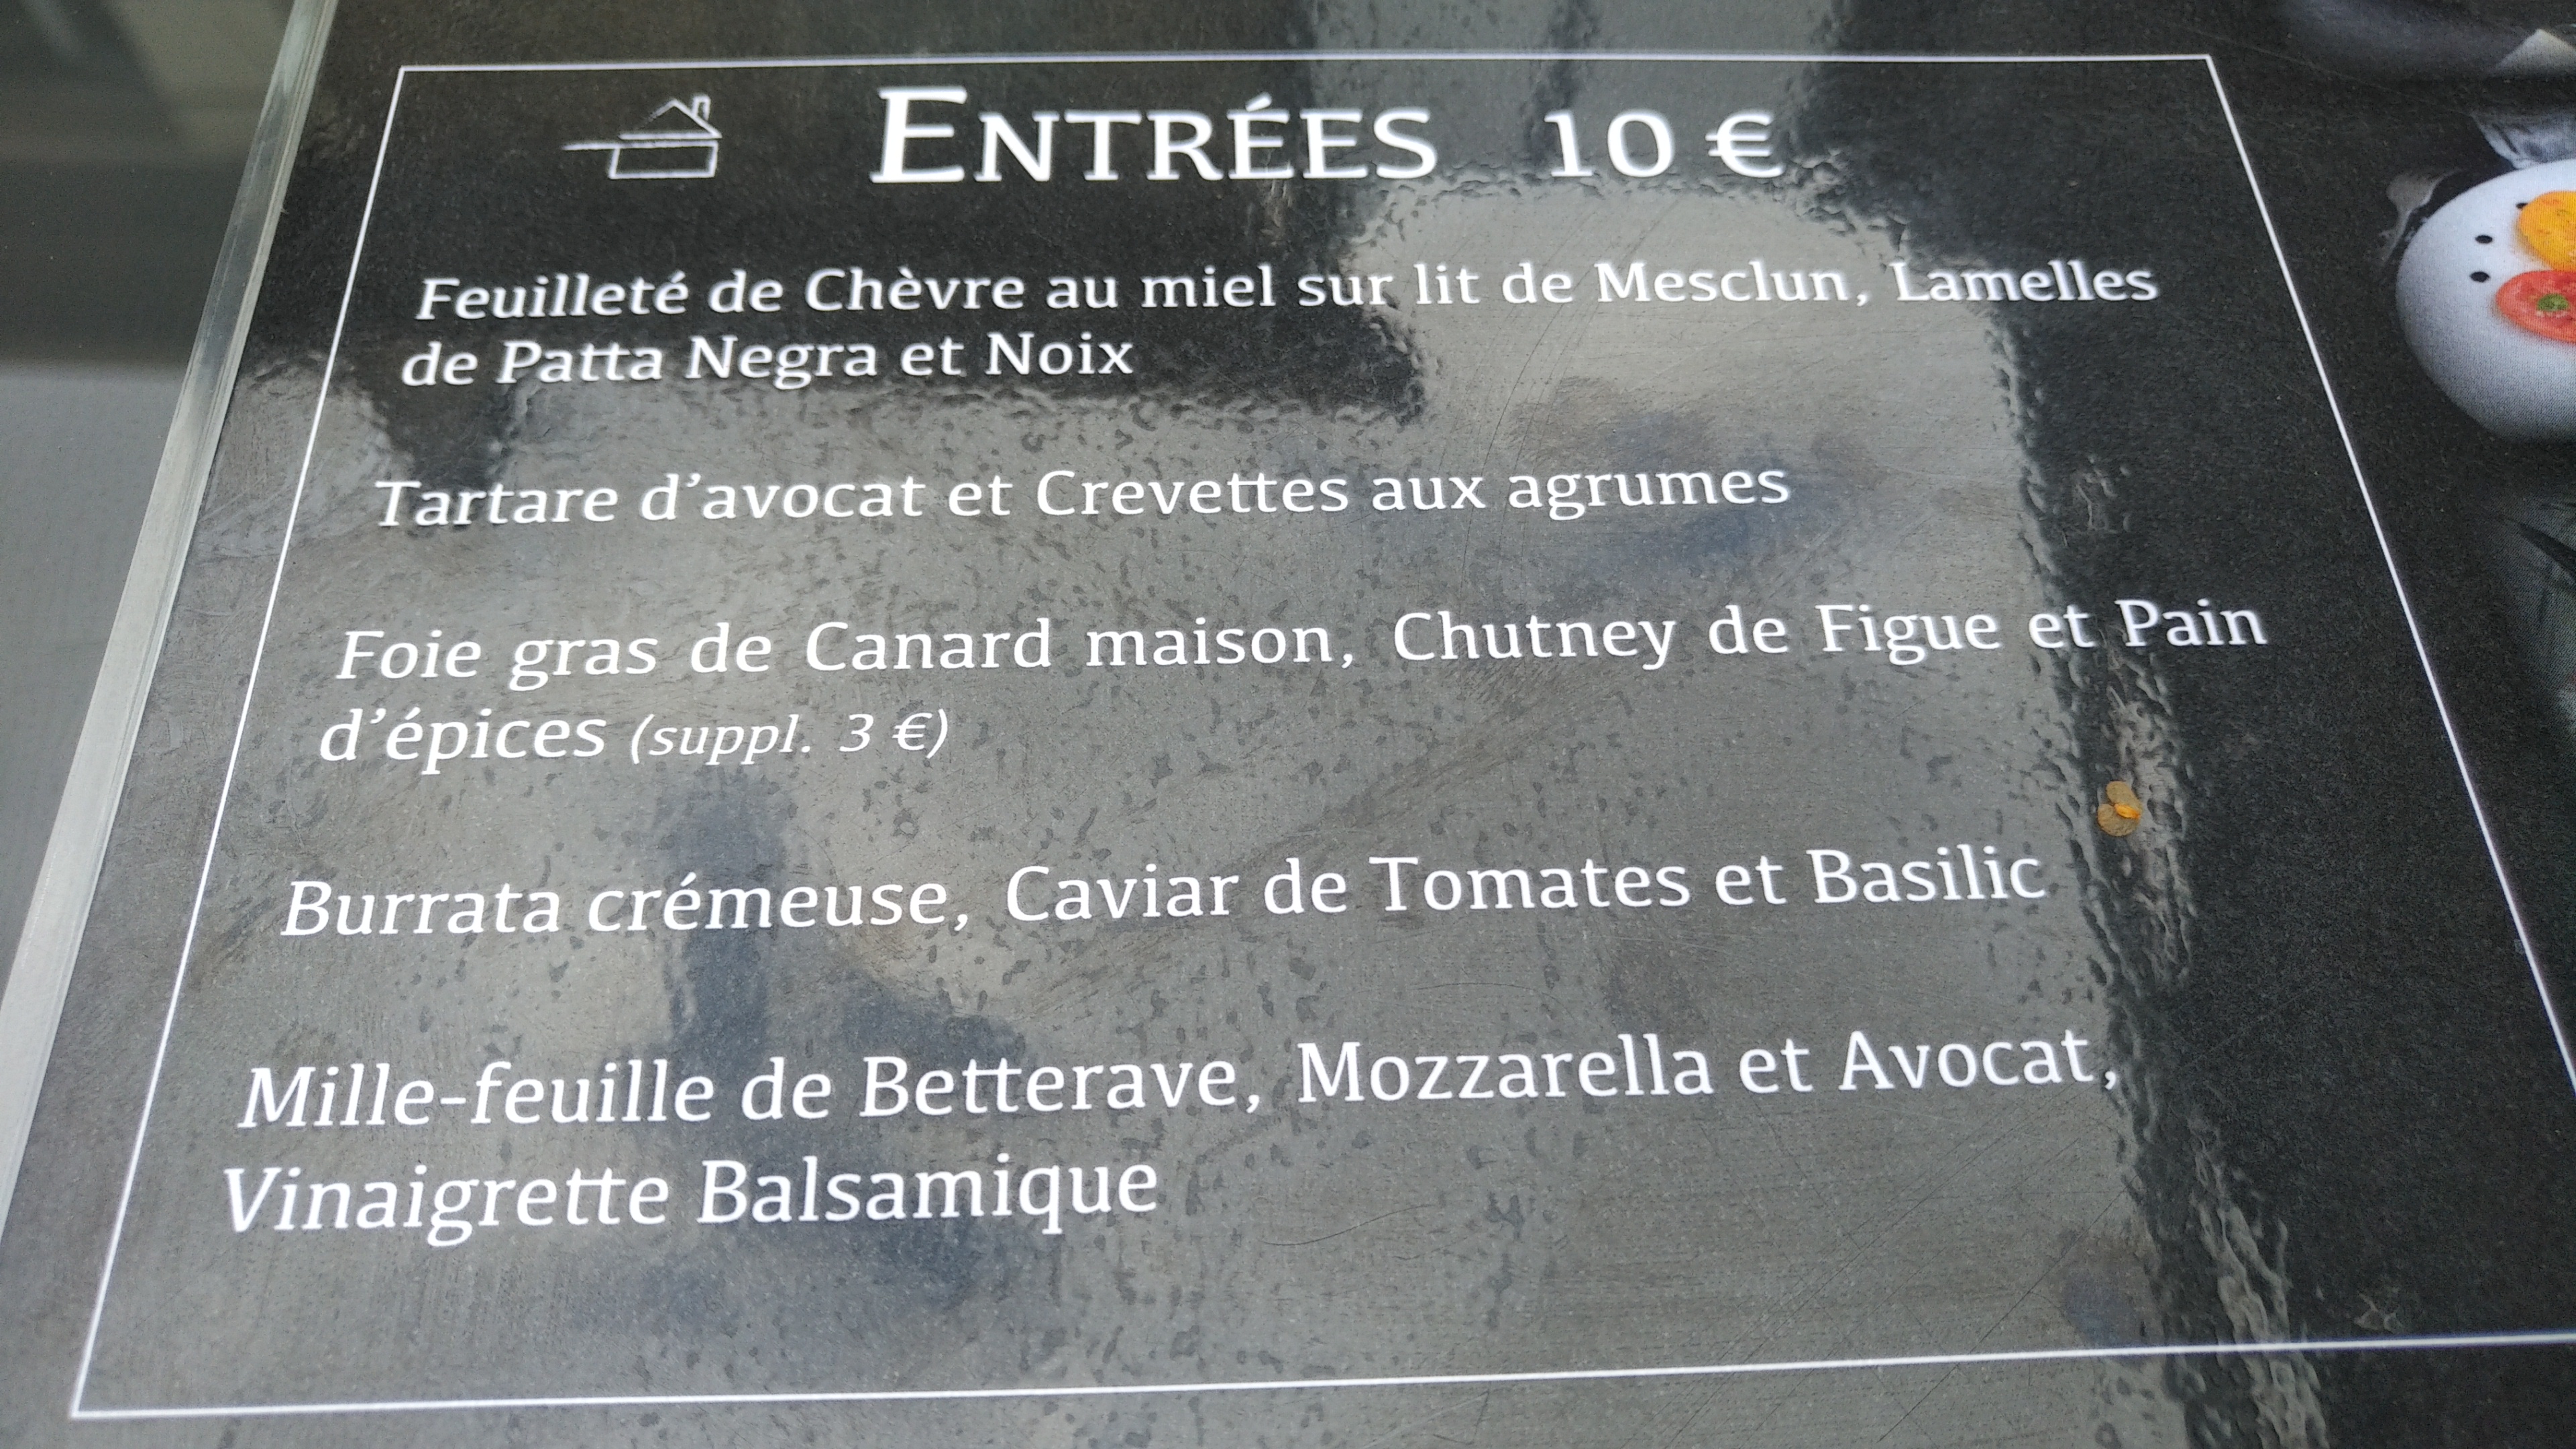 ENTRÉES 10 €
Feuilleté de Chèvre au miel sur lit de Mesclun, Lamelles
de Patta Negra et Noix
Tartare d'avocat et Crevettes aux agrumes
Foie gras de Canard maison, Chutney de Figue et Pain
d'épices (suppl. 3 €)
Burrata crémeuse, Caviar de Tomates et Basilic
Mille-feuille de Betterave, Mozzarella et Avocat,
Vinaigrette Balsamique